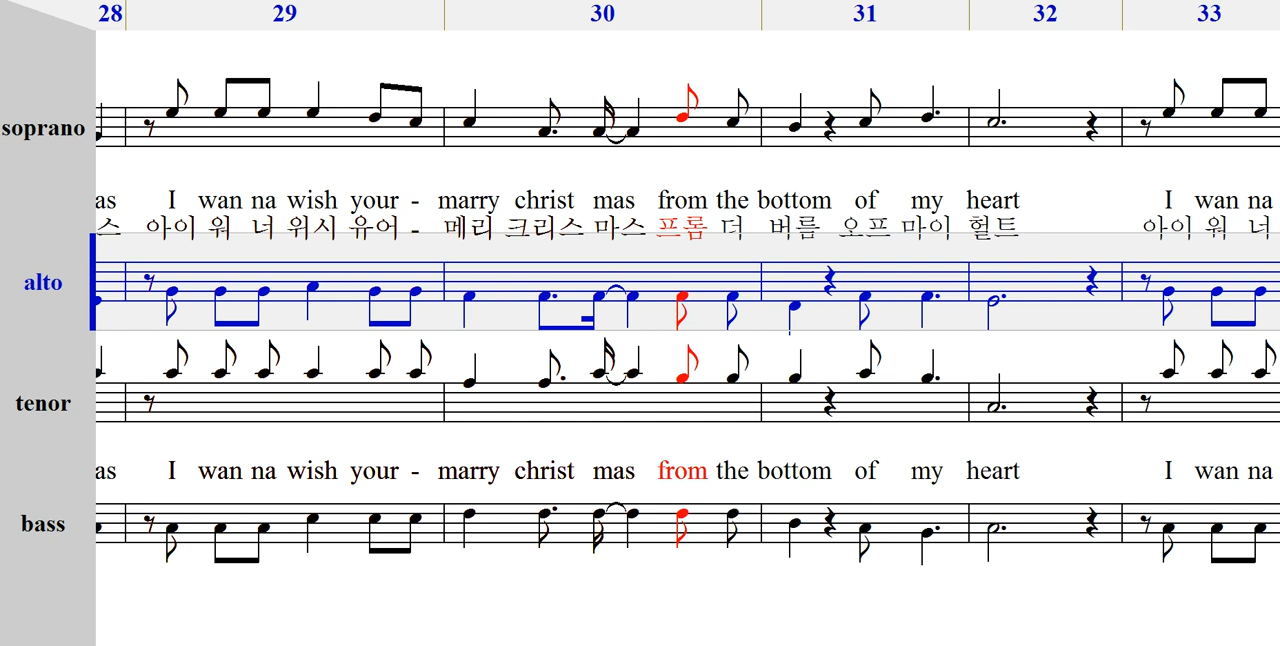 28 29 30 31 32 33
soprano
as I wan na wish your - marry christ mas from the bottom of my heart I wan na
스 아이 워 너 위시 유어 - 메리 크리스 마스 프롬 더 버름 오프 마이 헐트 아이 워 너
alto
tenor
as I wan na wish your - marry christ mas from the bottom of my heart I wan na
bass